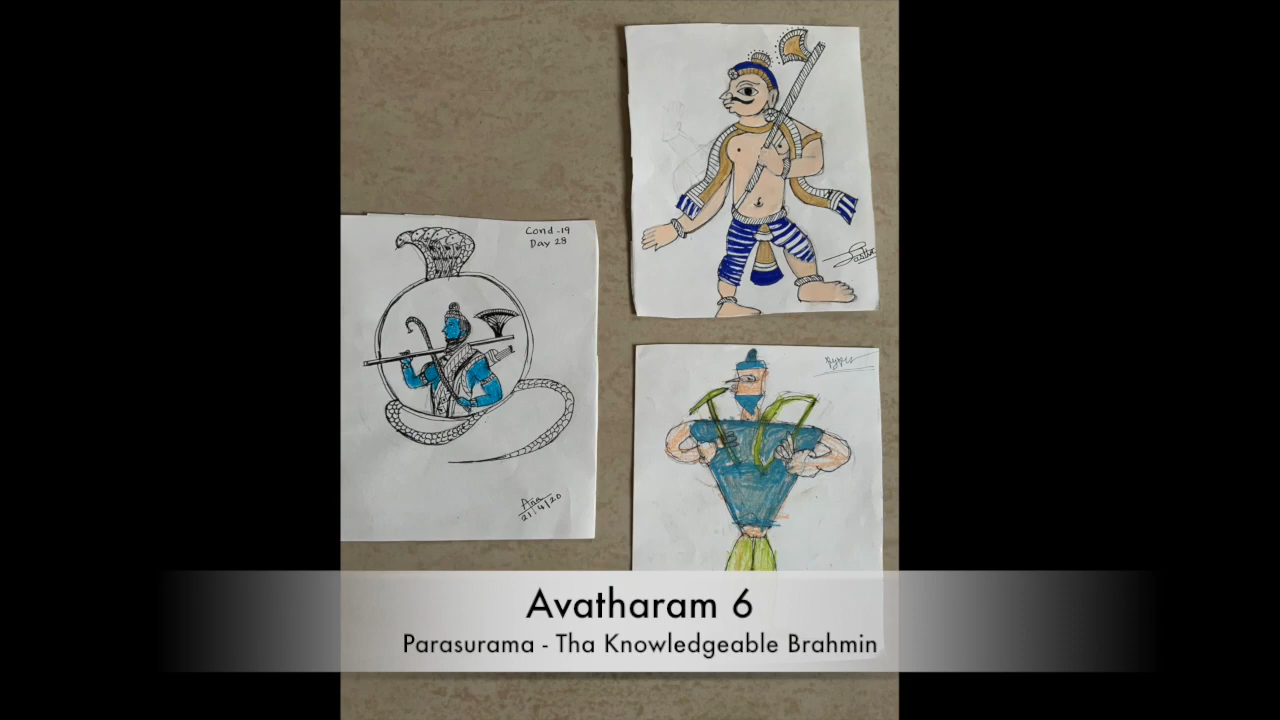 Covid-19
Day 28
21/4/20
Avatharam 6
Parasurama - Tha Knowledgeable Brahmin